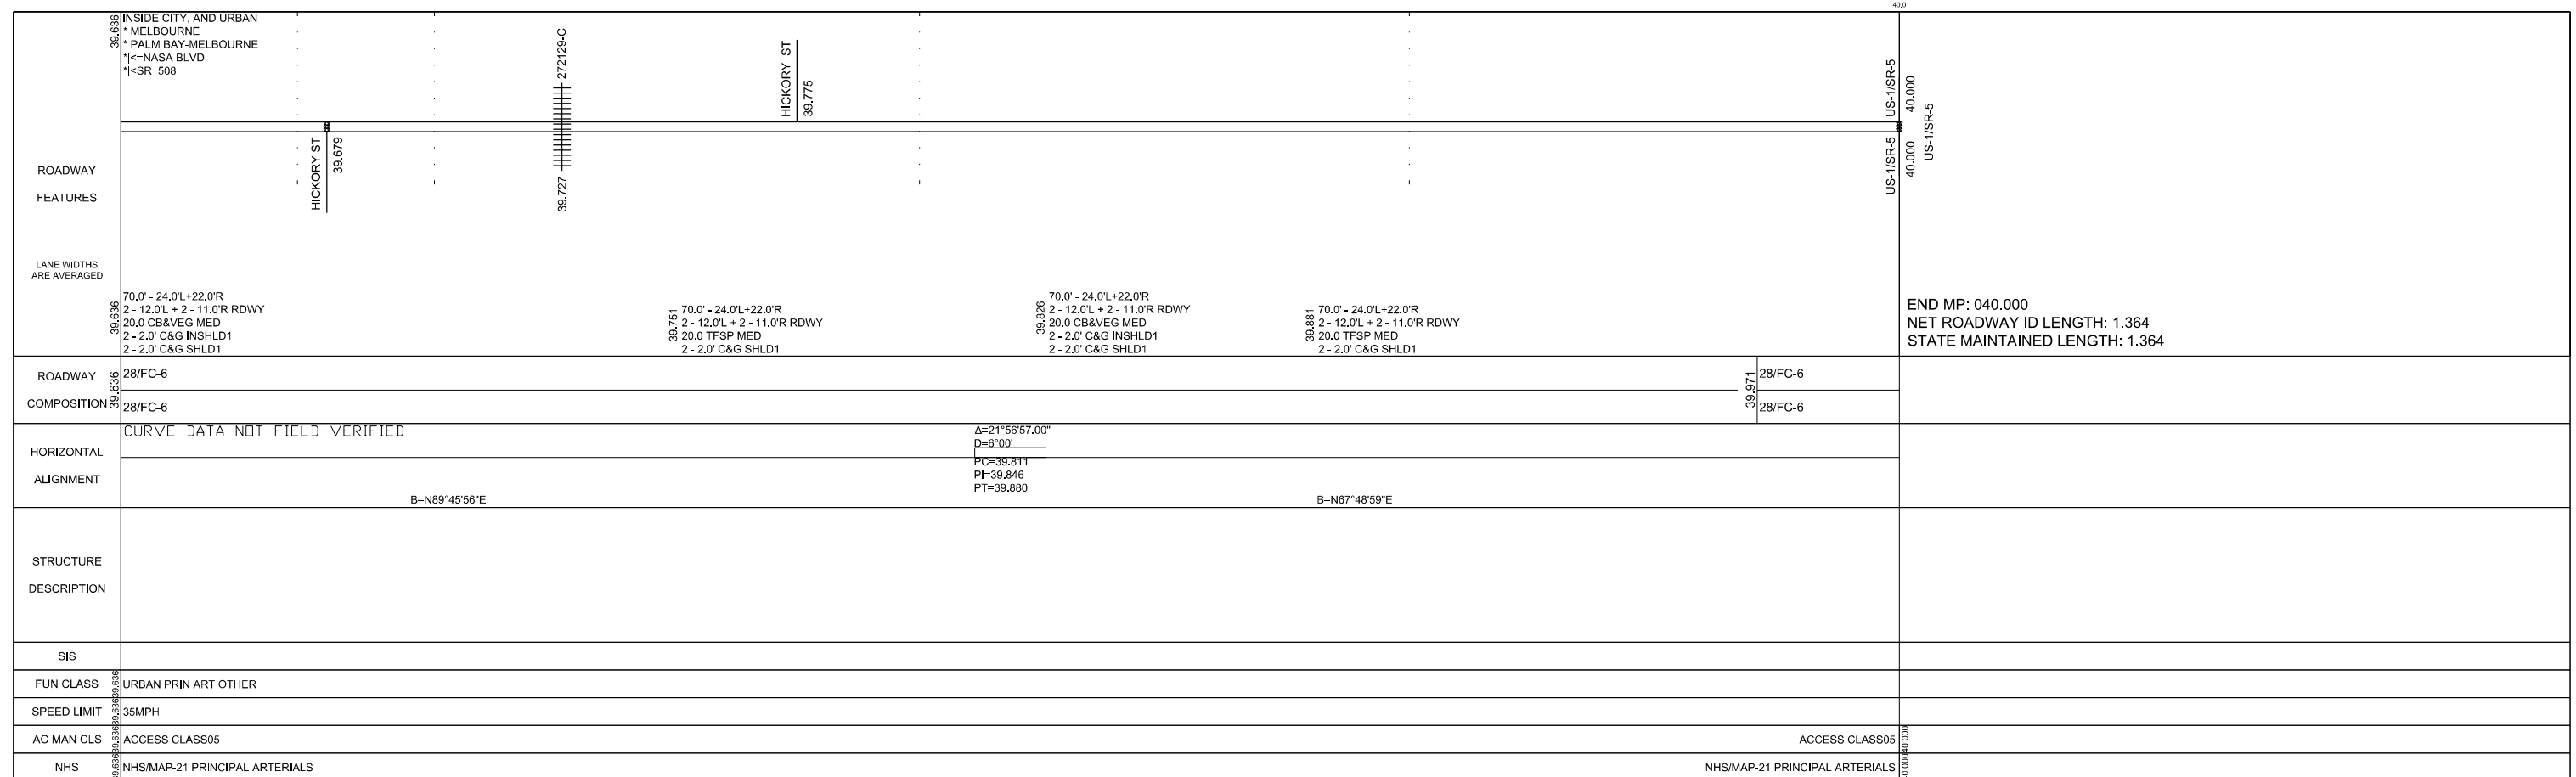 40.0
39.636
INSIDE CITY, AND URBAN
* MELBOURNE
* PALM BAY-MELBOURNE
*|<=NASA BLVD
*|<SR 508
HICKORY ST
39.679
272129-C
39.727
HICKORY ST
39.775
US-1/SR-5
40.000
US-1/SR-5
US-1/SR-5
40.000
ROADWAY
FEATURES
LANE WIDTHS
ARE AVERAGED
39.636
70.0' - 24.0'L+22.0'R
2 - 12.0'L + 2 - 11.0'R RDWY
20.0 CB&VEG MED
2 - 2.0' C&G INSHLD1
2 - 2.0' C&G SHLD1
39.751
70.0' - 24.0'L+22.0'R
2 - 12.0'L + 2 - 11.0'R RDWY
20.0 TFSP MED
2 - 2.0' C&G SHLD1
39.826
70.0' - 24.0'L+22.0'R
2 - 12.0'L + 2 - 11.0'R RDWY
20.0 CB&VEG MED
2 - 2.0' C&G INSHLD1
2 - 2.0' C&G SHLD1
39.881
70.0' - 24.0'L+22.0'R
2 - 12.0'L + 2 - 11.0'R RDWY
20.0 TFSP MED
2 - 2.0' C&G SHLD1
END MP: 040.000
NET ROADWAY ID LENGTH: 1.364
STATE MAINTAINED LENGTH: 1.364
ROADWAY
COMPOSITION
39.636
28/FC-6
28/FC-6
39.971
28/FC-6
28/FC-6
HORIZONTAL
ALIGNMENT
CURVE DATA NOT FIELD VERIFIED
B=N89°45'56"E
Δ=21°56'57.00"
D=6°00'
PC=39.811
PI=39.846
PT=39.880
B=N67°48'59"E
STRUCTURE
DESCRIPTION
SIS
FUN CLASS
39.636
URBAN PRIN ART OTHER
SPEED LIMIT
39.636
35MPH
AC MAN CLS
39.636
ACCESS CLASS05
ACCESS CLASS05
40.000
NHS
39.636
NHS/MAP-21 PRINCIPAL ARTERIALS
NHS/MAP-21 PRINCIPAL ARTERIALS